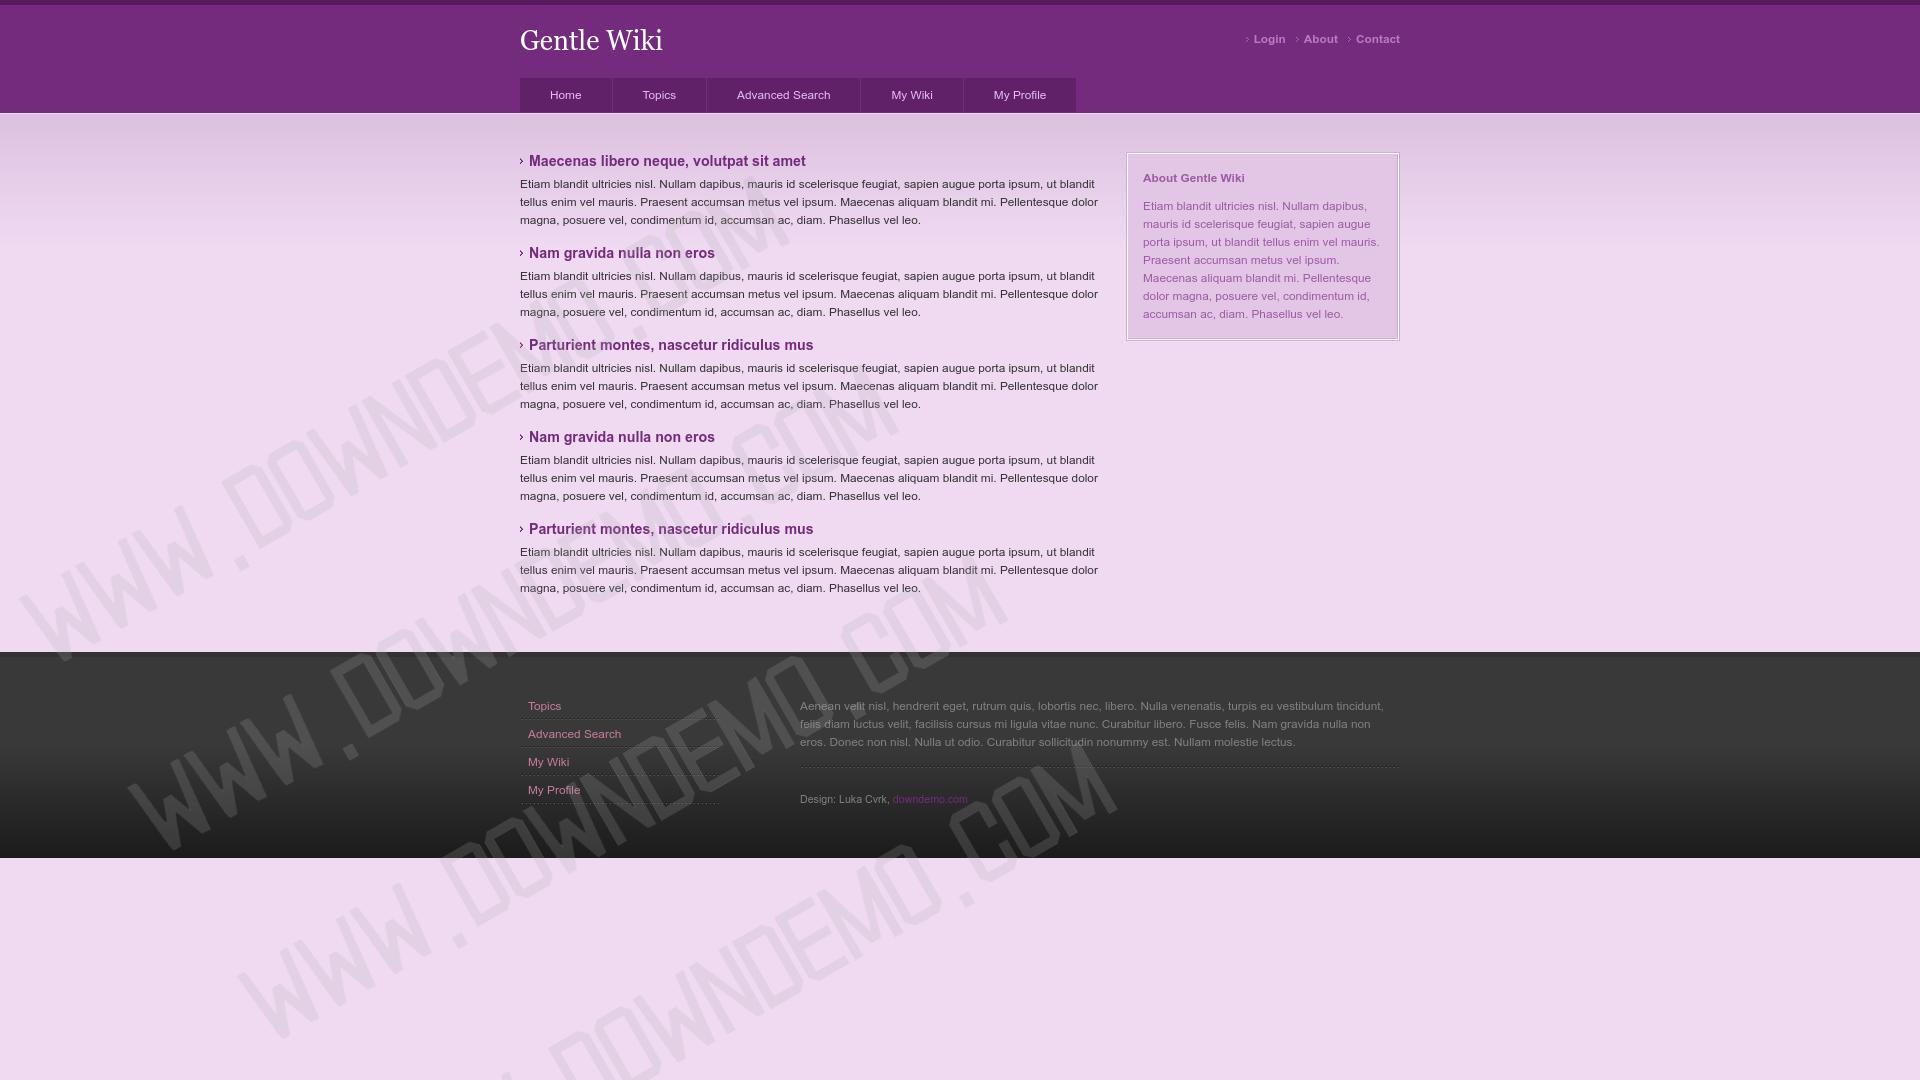 Gentle Wiki
Login About Contact
Home Topics Advanced Search My Wiki My Profile
Maecenas libero neque, volutpat sit amet
Etiam blandit ultricies nisl. Nullam dapibus, mauris id scelerisque feugiat, sapien augue porta ipsum, ut blandit
tellus enim vel mauris. Praesent accumsan metus vel ipsum. Maecenas aliquam blandit mi. Pellentesque dolor
magna, posuere vel, condimentum id, accumsan ac, diam. Phasellus vel leo.
Nam gravida nulla non eros
Etiam blandit ultricies nisl. Nullam dapibus, mauris id scelerisque feugiat, sapien augue porta ipsum, ut blandit
tellus enim vel mauris. Praesent accumsan metus vel ipsum. Maecenas aliquam blandit mi. Pellentesque dolor
magna, posuere vel, condimentum id, accumsan ac, diam. Phasellus vel leo.
Parturient montes, nascetur ridiculus mus
Etiam blandit ultricies nisl. Nullam dapibus, mauris id scelerisque feugiat, sapien augue porta ipsum, ut blandit
tellus enim vel mauris. Praesent accumsan metus vel ipsum. Maecenas aliquam blandit mi. Pellentesque dolor
magna, posuere vel, condimentum id, accumsan ac, diam. Phasellus vel leo.
Nam gravida nulla non eros
Etiam blandit ultricies nisl. Nullam dapibus, mauris id scelerisque feugiat, sapien augue porta ipsum, ut blandit
tellus enim vel mauris. Praesent accumsan metus vel ipsum. Maecenas aliquam blandit mi. Pellentesque dolor
magna, posuere vel, condimentum id, accumsan ac, diam. Phasellus vel leo.
Parturient montes, nascetur ridiculus mus
Etiam blandit ultricies nisl. Nullam dapibus, mauris id scelerisque feugiat, sapien augue porta ipsum, ut blandit
tellus enim vel mauris. Praesent accumsan metus vel ipsum. Maecenas aliquam blandit mi. Pellentesque dolor
magna, posuere vel, condimentum id, accumsan ac, diam. Phasellus vel leo.
About Gentle Wiki
Etiam blandit ultricies nisl. Nullam dapibus,
mauris id scelerisque feugiat, sapien augue
porta ipsum, ut blandit tellus enim vel mauris.
Praesent accumsan metus vel ipsum.
Maecenas aliquam blandit mi. Pellentesque
dolor magna, posuere vel, condimentum id,
accumsan ac, diam. Phasellus vel leo.
Topics
Advanced Search
My Wiki
My Profile
Aenean velit nisl, hendrerit eget, rutrum quis, lobortis nec, libero. Nulla venenatis, turpis eu vestibulum tincidunt,
felis diam luctus velit, facilisis cursus mi ligula vitae nunc. Curabitur libero. Fusce felis. Nam gravida nulla non
eros. Donec non nisl. Nulla ut odio. Curabitur sollicitudin nonummy est. Nullam molestie lectus.
Design: Luka Cvrk, downdemo.com
WWW.DOWNDEMO.COM
WWW.DOWNDEMO.COM
WWW.DOWNDEMO.COM
DOWNDEMO.COM